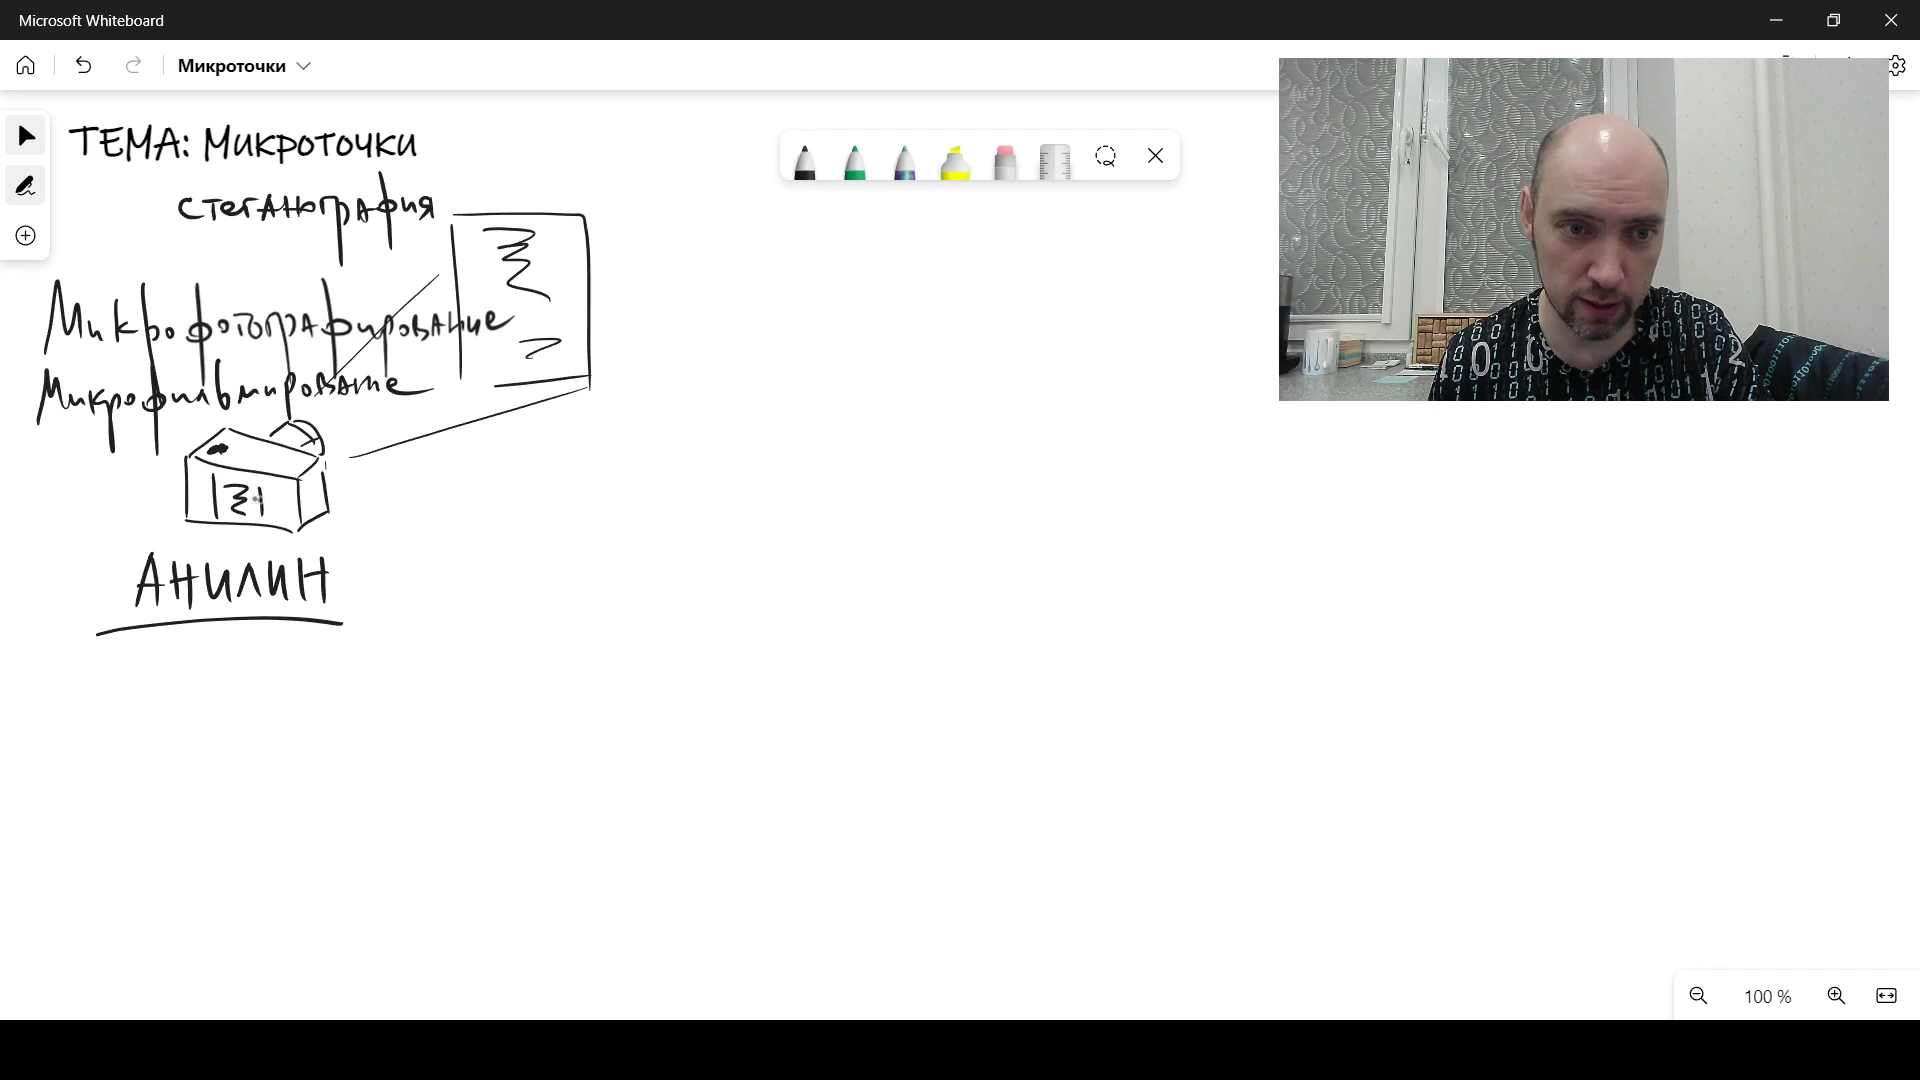 Microsoft Whiteboard
Микроточки
ТЕМА: Микроточки
стеганография
Микрофотографирование
Микрофильмирование
АНИЛИН
100 %